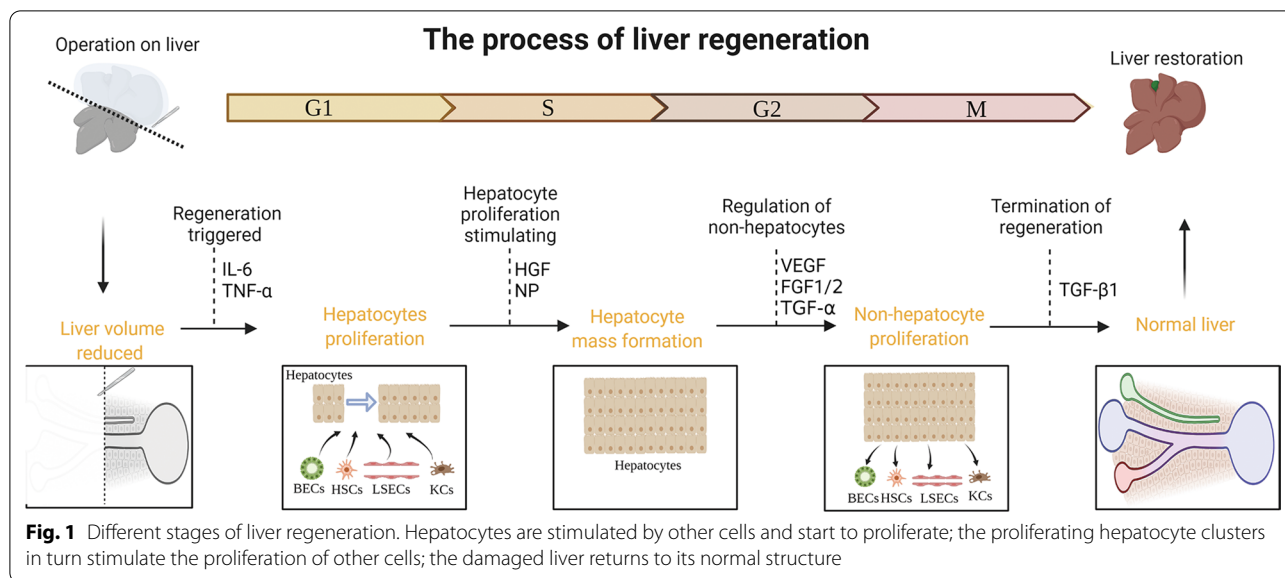 The process of liver regeneration
Operation on liver
Liver restoration
G1
S
G2
M
Regeneration
triggered
IL-6
TNF-α
Hepatocyte
proliferation
stimulating
HGF
NP
Regulation of
non-hepatocytes
VEGF
FGF1/2
TGF-α
Termination of
regeneration
TGF-β1
Liver volume
reduced
Hepatocytes
proliferation
Hepatocyte
mass formation
Non-hepatocyte
proliferation
Normal liver
Hepatocytes
BECs
HSCs
LSECs
KCs
Hepatocytes
BECs
HSCs
LSECs
KCs
Fig. 1 Different stages of liver regeneration. Hepatocytes are stimulated by other cells and start to proliferate; the proliferating hepatocyte clusters
in turn stimulate the proliferation of other cells; the damaged liver returns to its normal structure